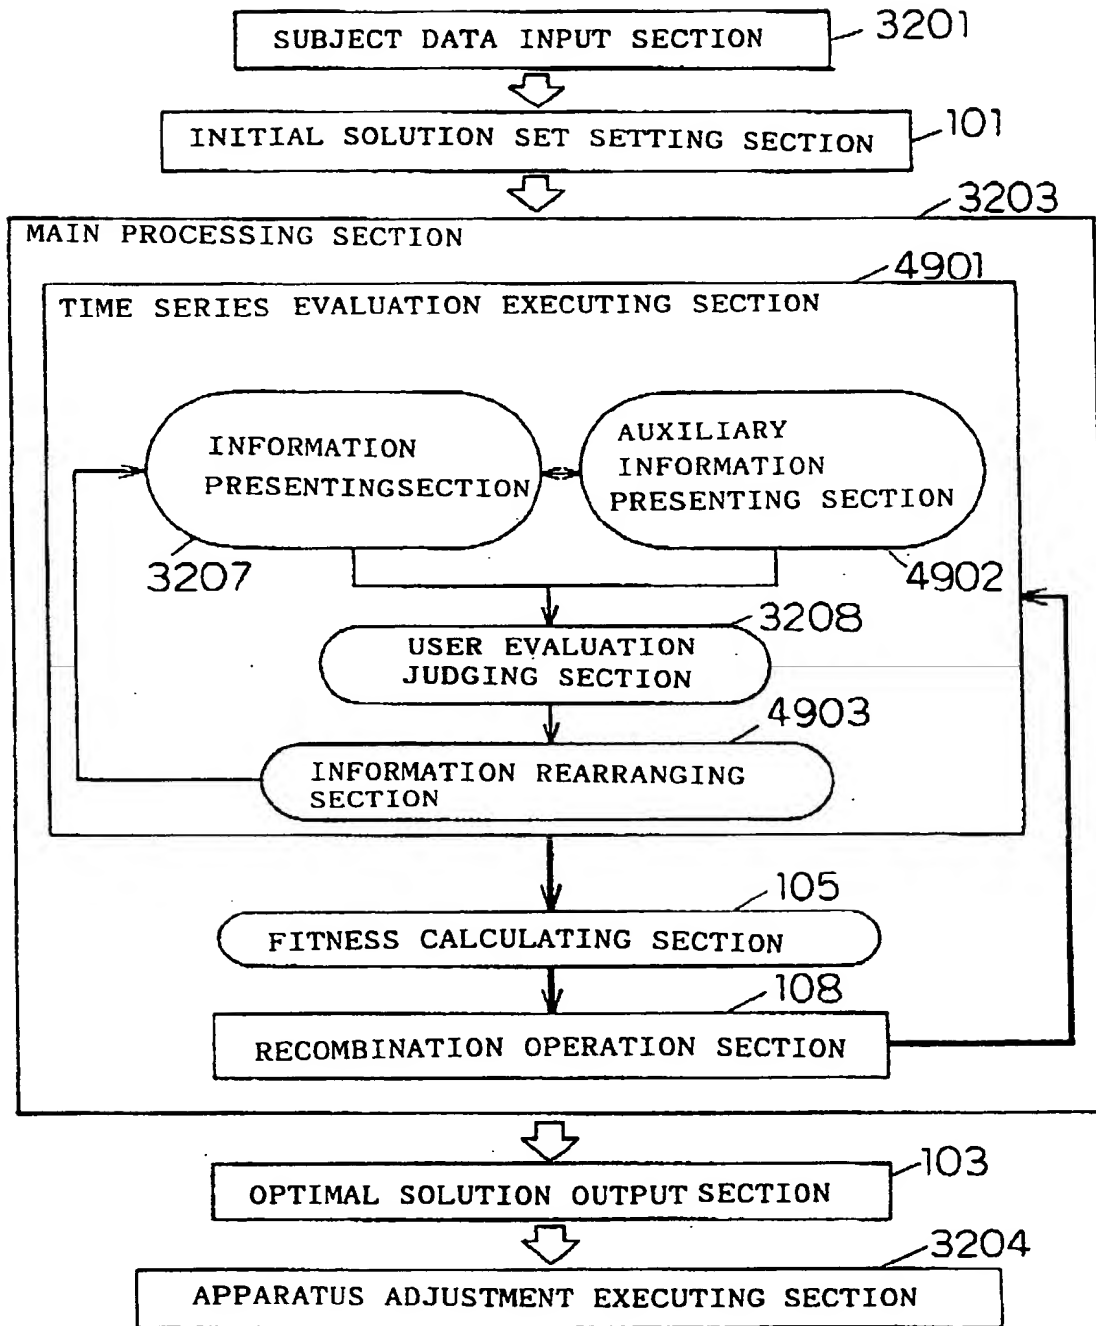 SUBJECT DATA INPUT SECTION
3201
INITIAL SOLUTION SET SETTING SECTION
101
3203
MAIN PROCESSING SECTION
4901
TIME SERIES EVALUATION EXECUTING SECTION
INFORMATION
PRESENTINGSECTION
3207
AUXILIARY
INFORMATION
PRESENTING SECTION
4902
3208
USER EVALUATION
JUDGING SECTION
4903
INFORMATION REARRANGING
SECTION
105
FITNESS CALCULATING SECTION
108
RECOMBINATION OPERATION SECTION
103
OPTIMAL SOLUTION OUTPUT SECTION
3204
APPARATUS ADJUSTMENT EXECUTING SECTION